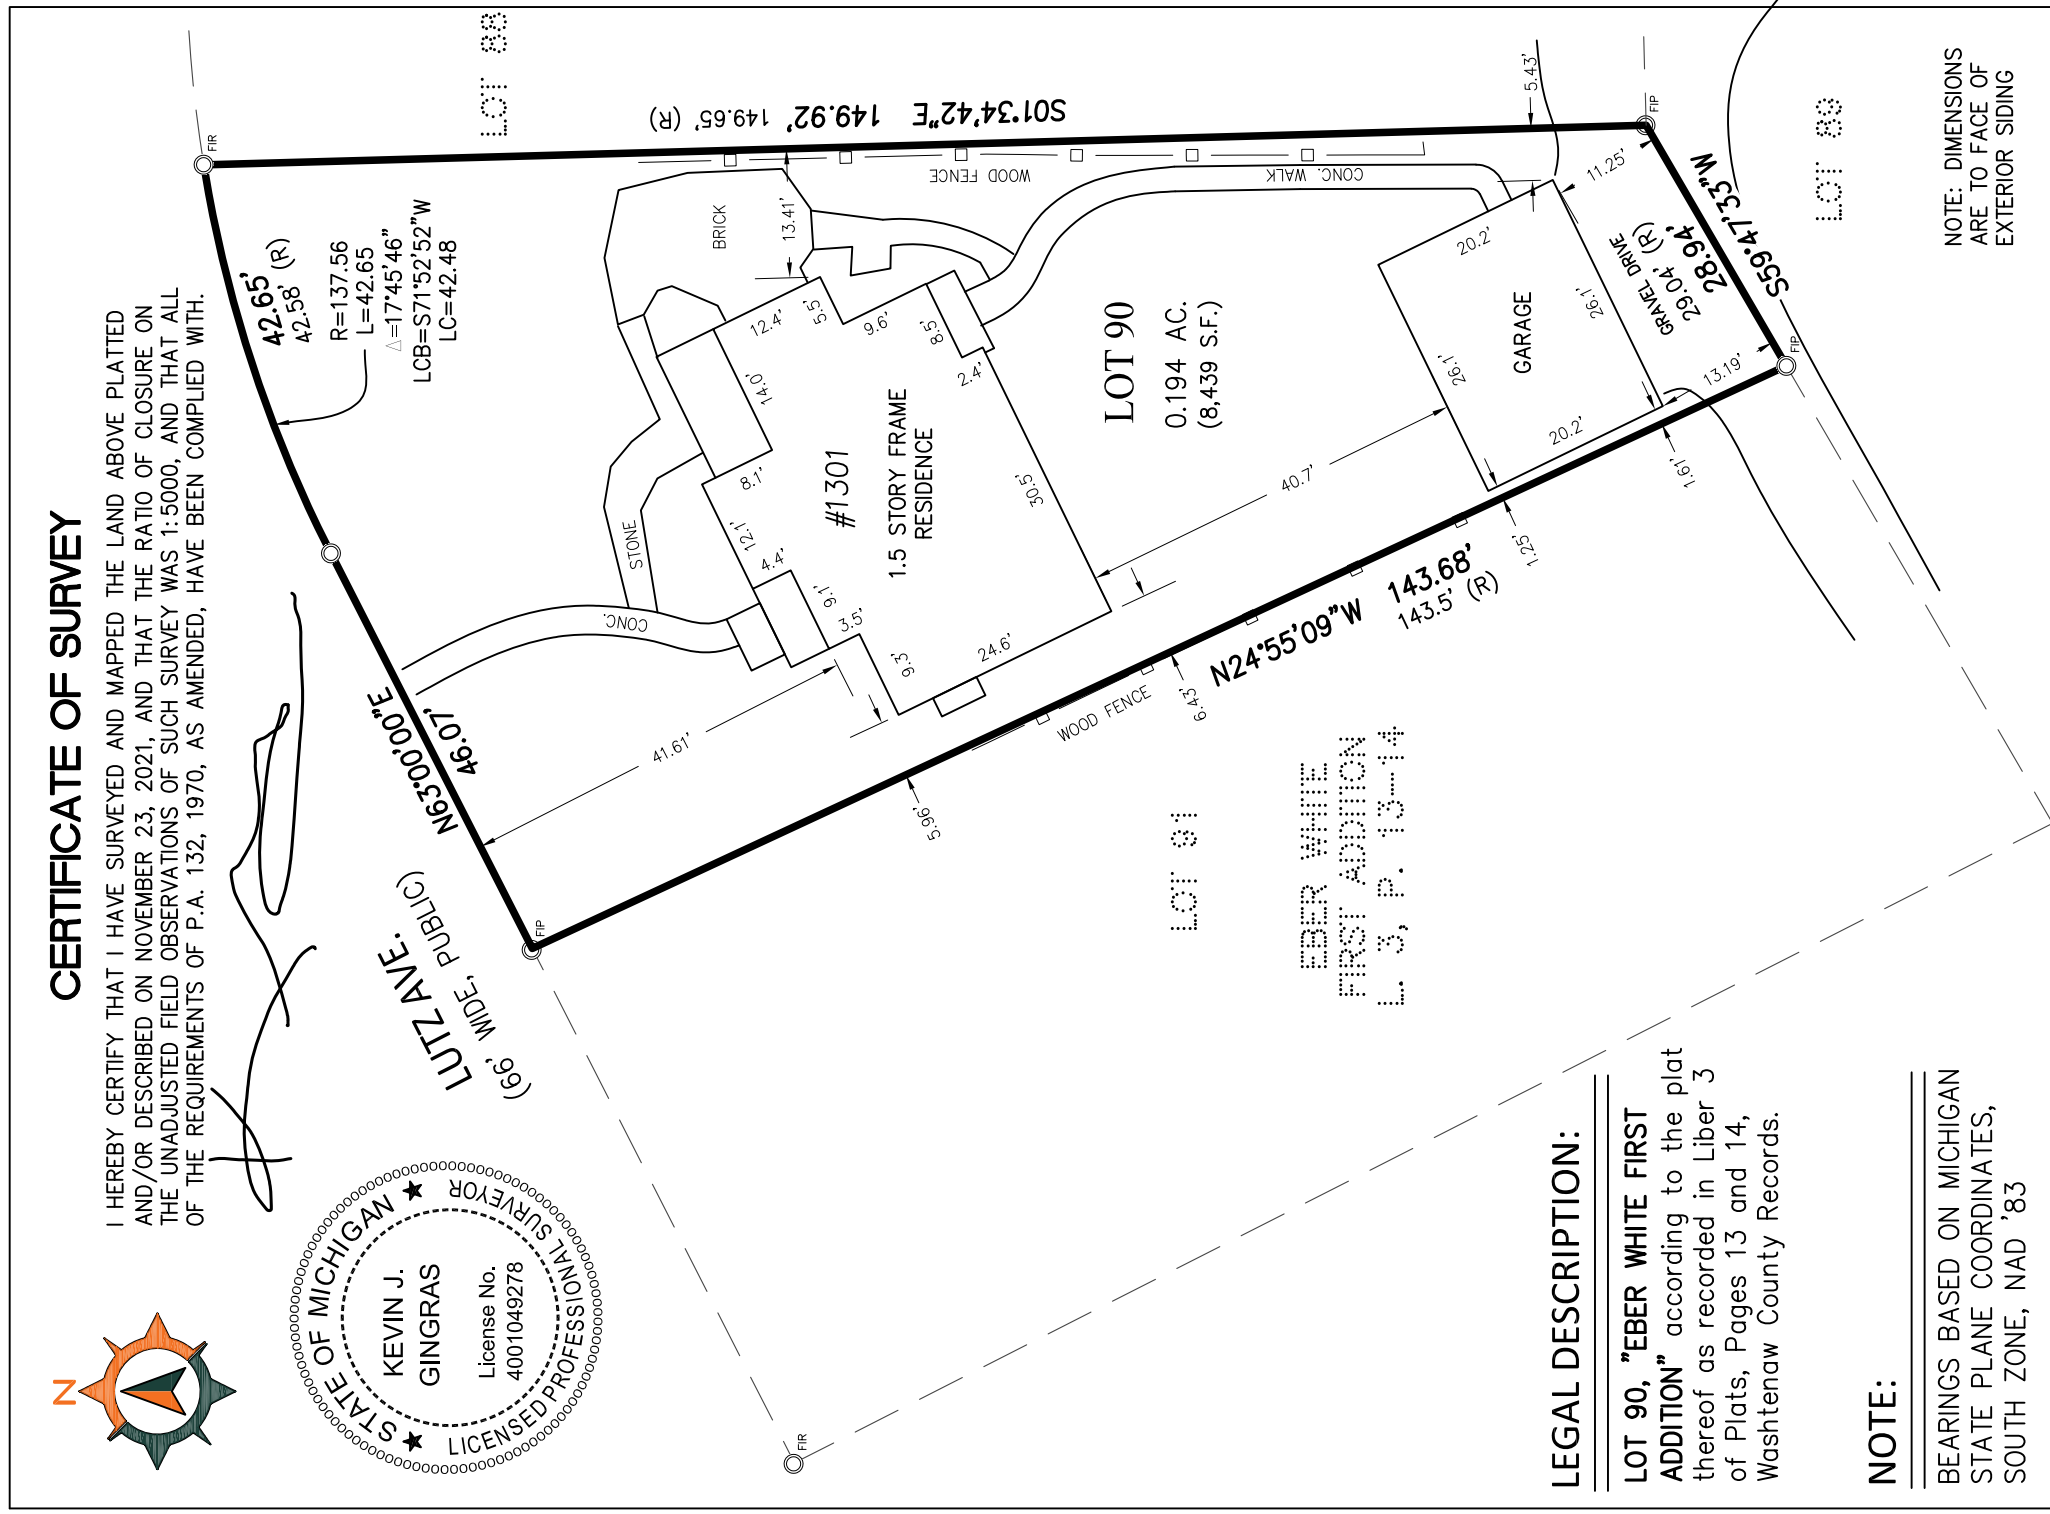 CERTIFICATE OF SURVEY
I HEREBY CERTIFY THAT I HAVE SURVEYED AND MAPPED THE LAND ABOVE PLATTED
AND/OR DESCRIBED ON NOVEMBER 23, 2021, AND THAT THE RATIO OF CLOSURE ON
THE UNADJUSTED FIELD OBSERVATIONS OF SUCH SURVEY WAS 1:5000, AND THAT ALL
OF THE REQUIREMENTS OF P.A. 132, 1970, AS AMENDED, HAVE BEEN COMPLIED WITH.
N
STATE OF MICHIGAN
KEVIN J.
GINGRAS
License No.
4001049278
LICENSED PROFESSIONAL SURVEYOR
LUTZ AVE.
(66' WIDE, PUBLIC)
N63°00'00"E
46.07'
42.65'
42.58' (R)
R=137.56
L=42.65
△=17°45'46"
LCB=S71°52'52"W
LC=42.48
FIR
LOT 88
S01°34'42"E 149.92' 149.65' (R)
WOOD FENCE
CONC. WALK
BRICK
13.41'
STONE
CONC.
12.4'
5.5'
9.6'
8.5'
2.4'
14.0'
8.1'
12.1'
4.4'
9.1'
3.5'
9.3'
24.6'
30.5'
#1301
1.5 STORY FRAME
RESIDENCE
41.61'
40.7'
LOT 90
0.194 AC.
(8,439 S.F.)
GARAGE
20.2'
26.1'
26.1'
20.2'
5.43'
11.25'
13.19'
GRAVEL DRIVE
29.04' (R)
28.94'
S59°47'33"W
FIP
FIP
FIP
FIR
1.61'
1.25'
6.43'
5.96'
WOOD FENCE
N24°55'09"W 143.68'
143.5' (R)
LOT 91
EBER WHITE
FIRST ADDITION
L. 3, P. 13-14
LOT 89
NOTE: DIMENSIONS
ARE TO FACE OF
EXTERIOR SIDING
LEGAL DESCRIPTION:
LOT 90, "EBER WHITE FIRST
ADDITION" according to the plat
thereof as recorded in Liber 3
of Plats, Pages 13 and 14,
Washtenaw County Records.
NOTE:
BEARINGS BASED ON MICHIGAN
STATE PLANE COORDINATES,
SOUTH ZONE, NAD '83